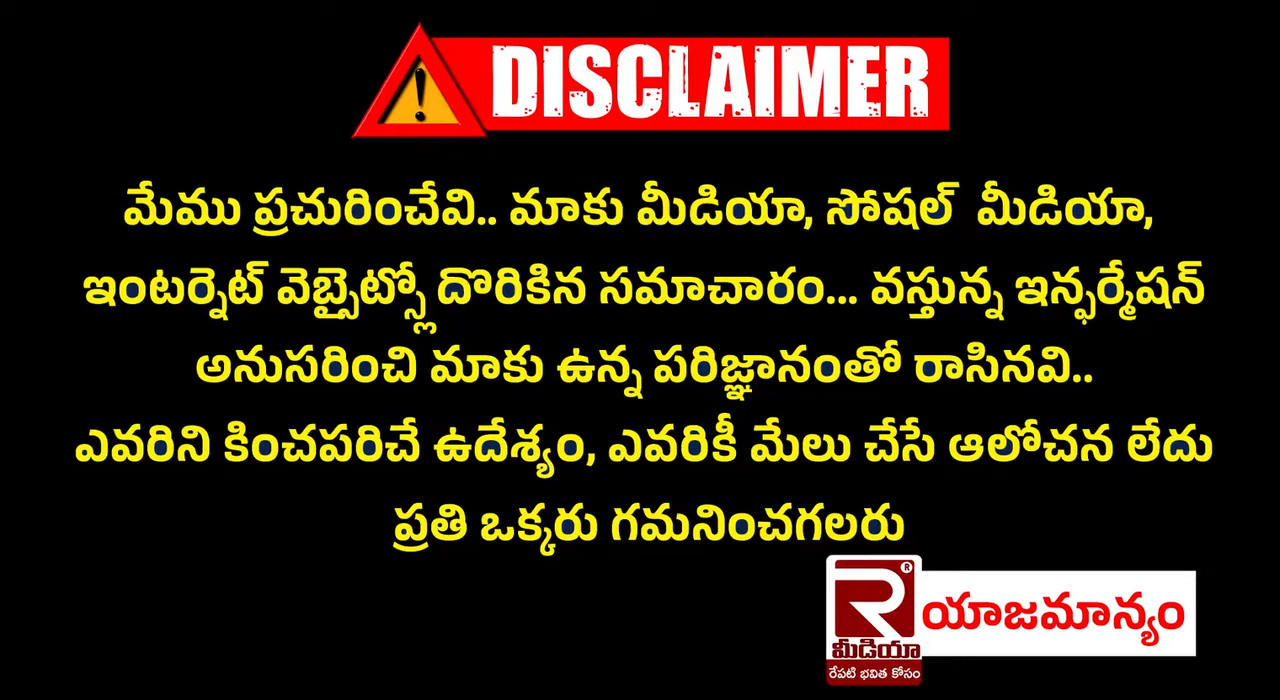 DISCLAIMER
మేము ప్రచురించేవి.. మాకు మీడియా, సోషల్ మీడియా,
ఇంటర్నెట్ వెబ్సైట్స్లో దొరికిన సమాచారం... వస్తున్న ఇన్ఫర్మేషన్
అనుసరించి మాకు ఉన్న పరిజ్ఞానంతో రాసినవి..
ఎవరిని కించపరిచే ఉదేశ్యం, ఎవరికీ మేలు చేసే ఆలోచన లేదు
ప్రతి ఒక్కరు గమనించగలరు
R ®
యాజమాన్యం
మీడియా
రేపటి భవిత కోసం